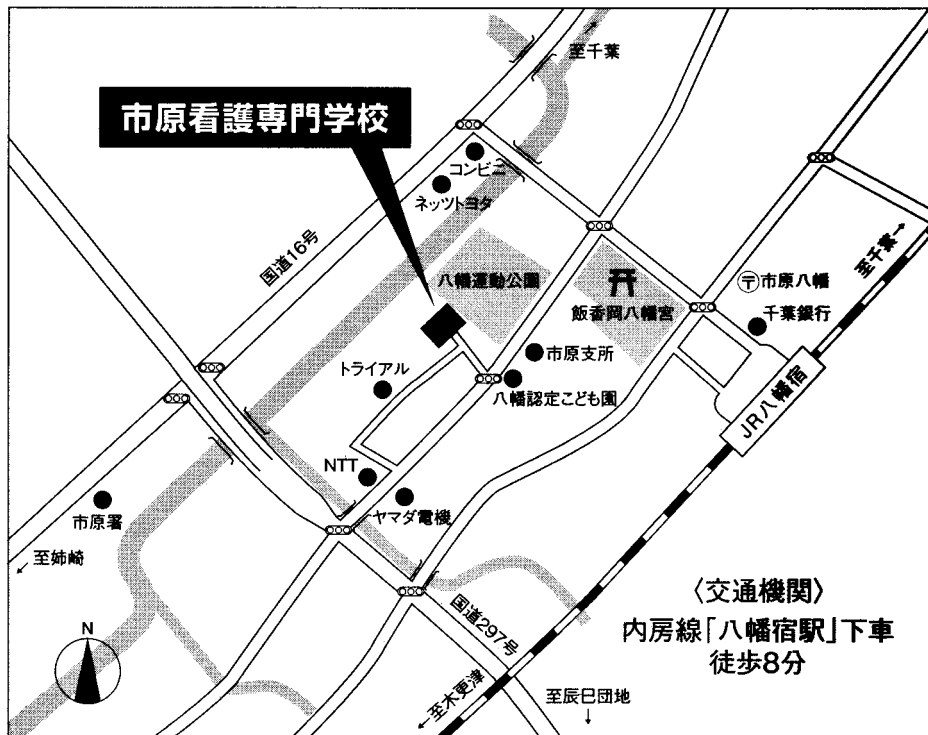 至千葉
市原看護専門学校
コンビニ
ネッツトヨタ
国道16号
八幡運動公園
飯香岡八幡宮
〒市原八幡
千葉銀行
至千葉
市原支所
トライアル
八幡認定こども園
JR八幡宿
NTT
ヤマダ電機
市原署
至姉崎
国道297号
〈交通機関〉
内房線「八幡宿駅」下車
徒歩8分
N
至木更津
至辰巳団地